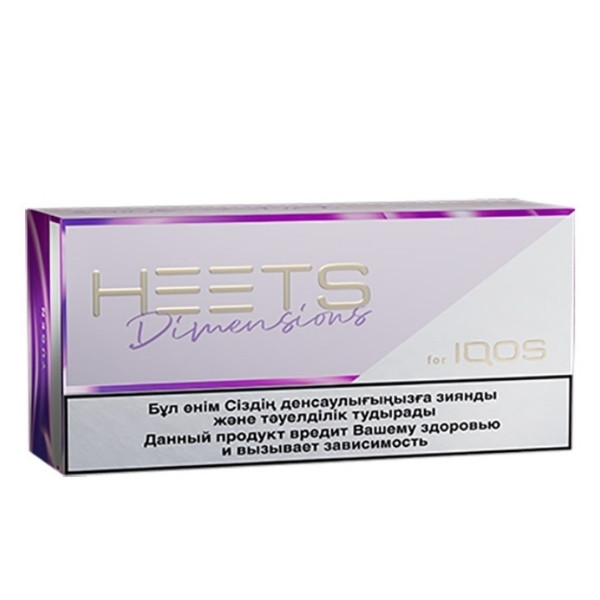 HEETS
Dimensions
for IQOS
Бұл өнім Сіздің денсаулығыңызға зиянды
және тәуелділік тудырады
Данный продукт вредит Вашему здоровью
и вызывает зависимость